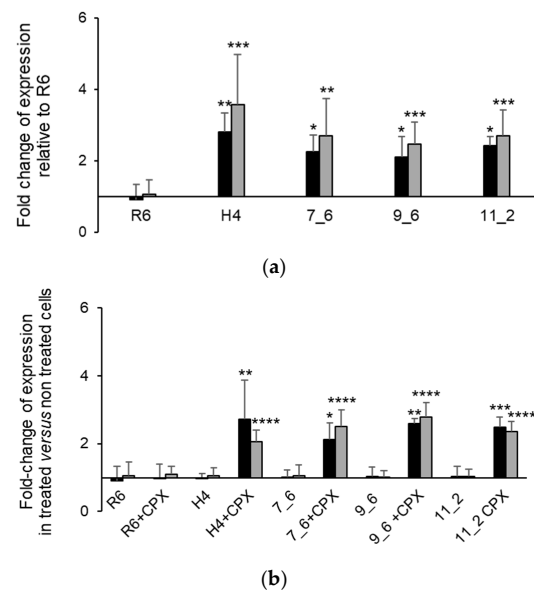 Fold change of expression
relative to R6
6
4
2
0
**
***
*
**
*
***
*
***
R6
H4
7_6
9_6
11_2
(a)
Fold-change of expression
in treated versus non treated cells
6
4
2
0
**
****
*
****
**
****
***
****
R6
R6+CPX
H4
H4+CPX
7_6
7_6+CPX
9_6
9_6 +CPX
11_2
11_2 CPX
(b)